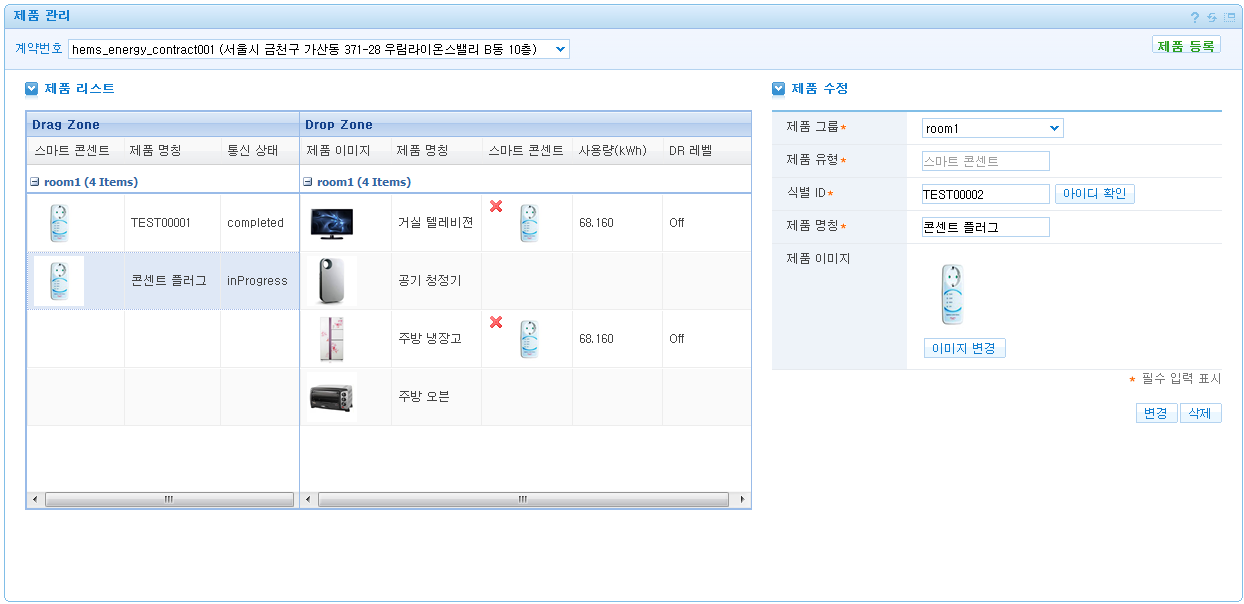 제품 관리
계약번호 hems_energy_contract001 (서울시 금천구 가산동 371-28 우림라이온스밸리 B동 10층)
제품 등록
제품 리스트
Drag Zone Drop Zone
스마트 콘센트 제품 명칭 통신 상태 제품 이미지 제품 명칭 스마트 콘센트 사용량(kWh) DR 레벨
room1 (4 Items) room1 (4 Items)
TEST00001 completed 거실 텔레비젼 68.160 Off
콘센트 플러그 inProgress 공기 청정기
주방 냉장고 68.160 Off
주방 오븐
제품 수정
제품 그룹* room1
제품 유형* 스마트 콘센트
식별 ID* TEST00002 아이디 확인
제품 명칭* 콘센트 플러그
제품 이미지
이미지 변경
* 필수 입력 표시
변경 삭제